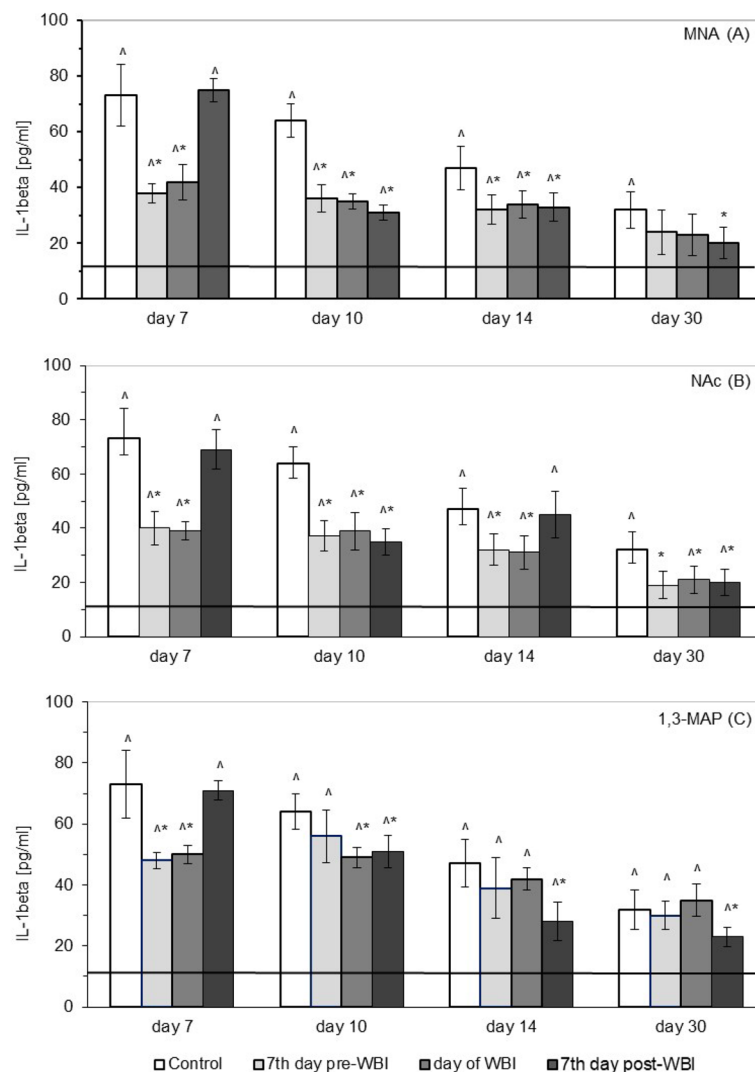 100
MNA (A)
80
60
40
20
0
IL-1beta [pg/ml]
^ ^* ^* ^
^ ^* ^* ^*
^ ^* ^* ^*
^ *
day 7 day 10 day 14 day 30
100
NAc (B)
80
60
40
20
0
IL-1beta [pg/ml]
^ ^* ^* ^
^ ^* ^* ^*
^ ^* ^* ^
^ * ^* ^*
day 7 day 10 day 14 day 30
100
1,3-MAP (C)
80
60
40
20
0
IL-1beta [pg/ml]
^ ^* ^* ^
^ ^ ^* ^*
^ ^ ^ ^*
^ ^ ^ ^*
day 7 day 10 day 14 day 30
Control 7th day pre-WBI day of WBI 7th day post-WBI